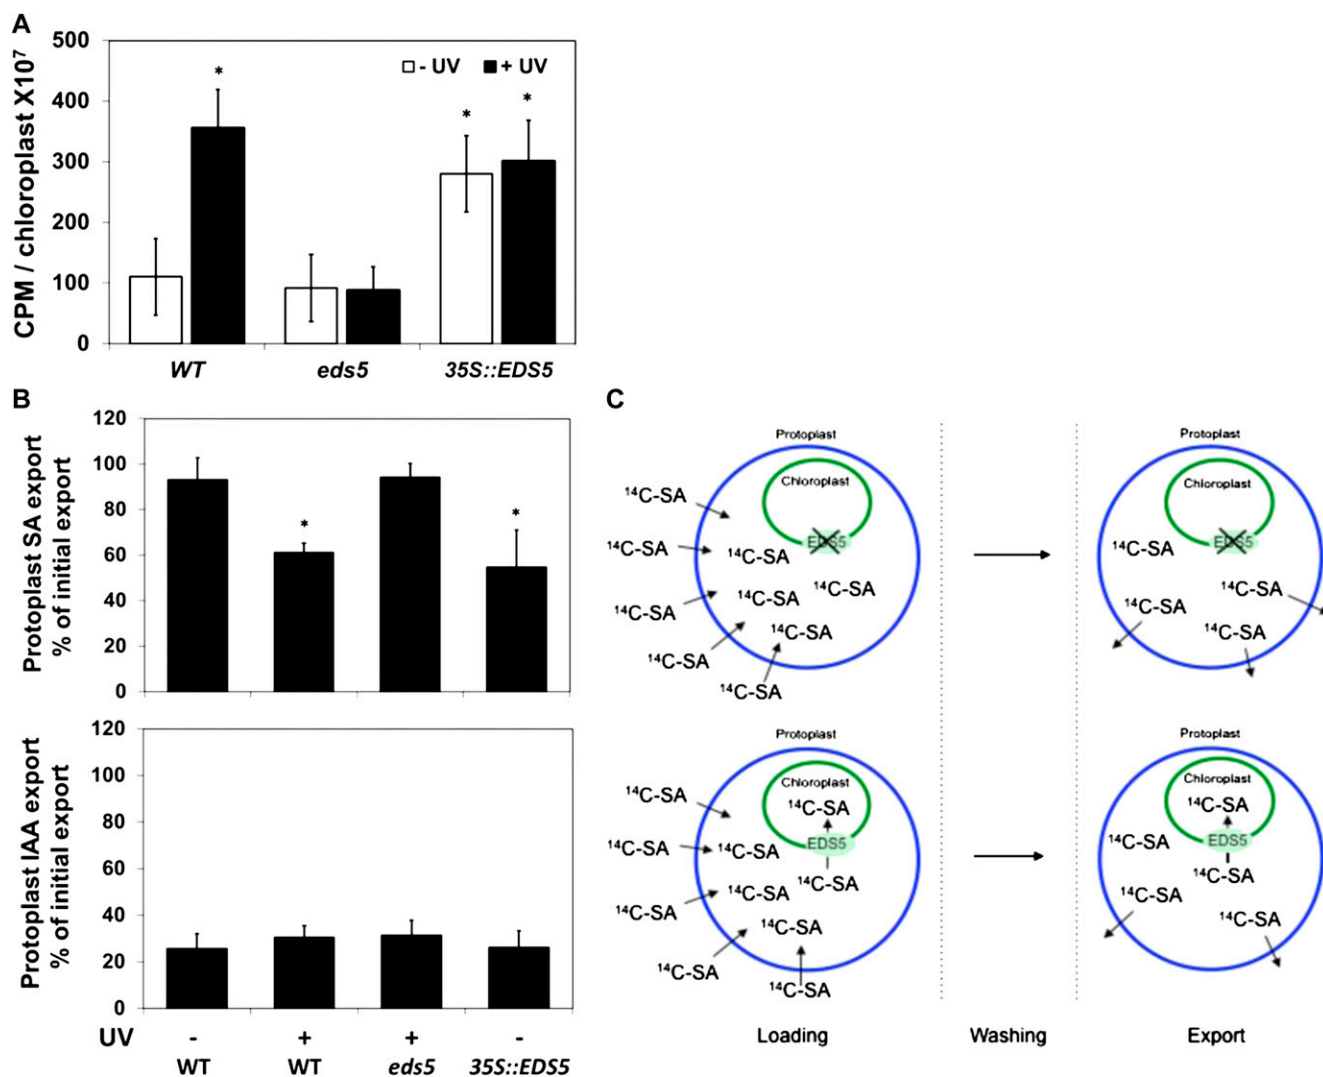 A
CPM / chloroplast X10⁷
500
400
300
200
100
0
- UV
+ UV
*
*
*
WT
eds5
35S::EDS5
B
Protoplast SA export
% of initial export
120
100
80
60
40
20
0
*
*
Protoplast IAA export
% of initial export
120
100
80
60
40
20
0
UV - + + -
WT WT eds5 35S::EDS5
C
Protoplast
Chloroplast
EDS5
¹⁴C-SA
¹⁴C-SA
¹⁴C-SA
¹⁴C-SA
¹⁴C-SA
¹⁴C-SA
¹⁴C-SA
¹⁴C-SA
¹⁴C-SA
Protoplast
Chloroplast
EDS5
¹⁴C-SA
¹⁴C-SA
¹⁴C-SA
¹⁴C-SA
Protoplast
Chloroplast
¹⁴C-SA
EDS5
¹⁴C-SA
¹⁴C-SA
¹⁴C-SA
¹⁴C-SA
¹⁴C-SA
¹⁴C-SA
¹⁴C-SA
¹⁴C-SA
¹⁴C-SA
Protoplast
Chloroplast
¹⁴C-SA
EDS5
¹⁴C-SA
¹⁴C-SA
¹⁴C-SA
¹⁴C-SA
Loading
Washing
Export